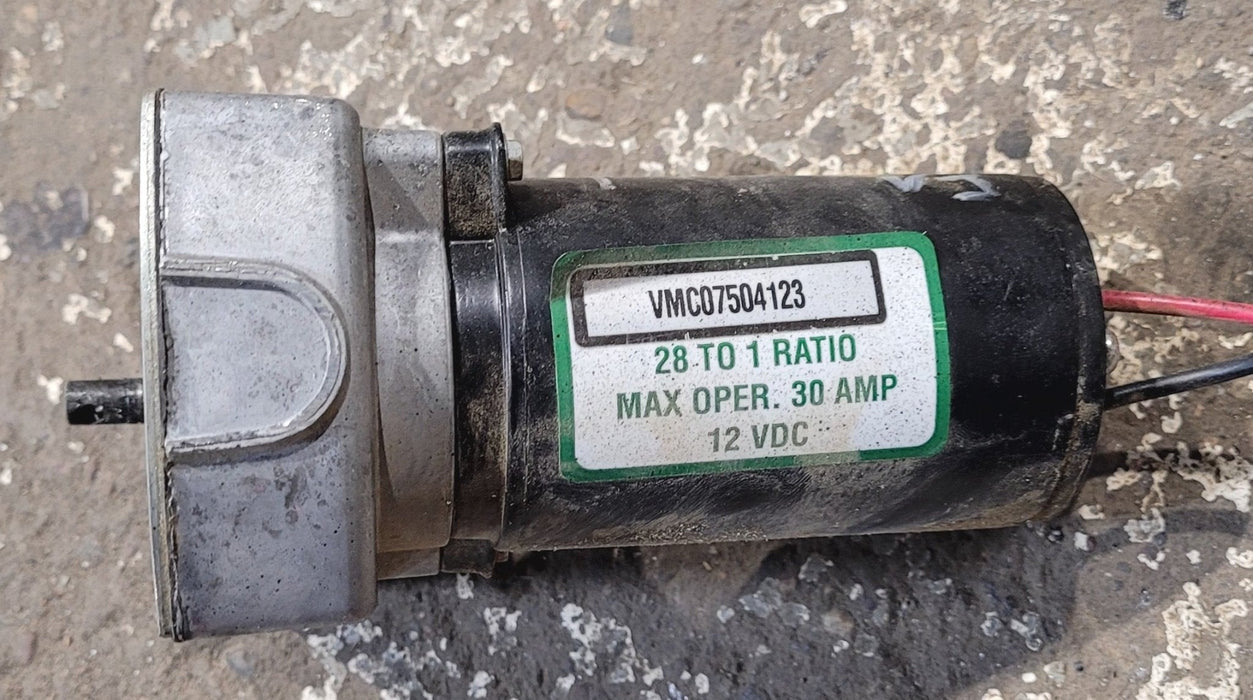 VMC07504123
28 TO 1 RATIO
MAX OPER. 30 AMP
12 VDC